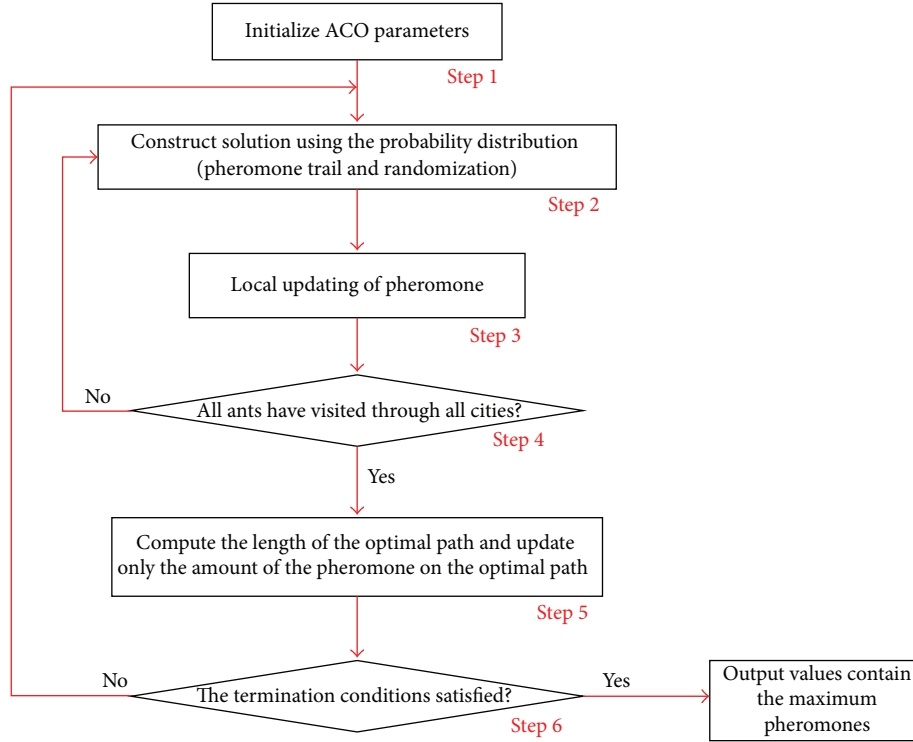 Initialize ACO parameters
Step 1
Construct solution using the probability distribution
(pheromone trail and randomization)
Step 2
Local updating of pheromone
Step 3
No
All ants have visited through all cities?
Step 4
Yes
Compute the length of the optimal path and update
only the amount of the pheromone on the optimal path
Step 5
No
The termination conditions satisfied?
Step 6
Yes
Output values contain
the maximum
pheromones